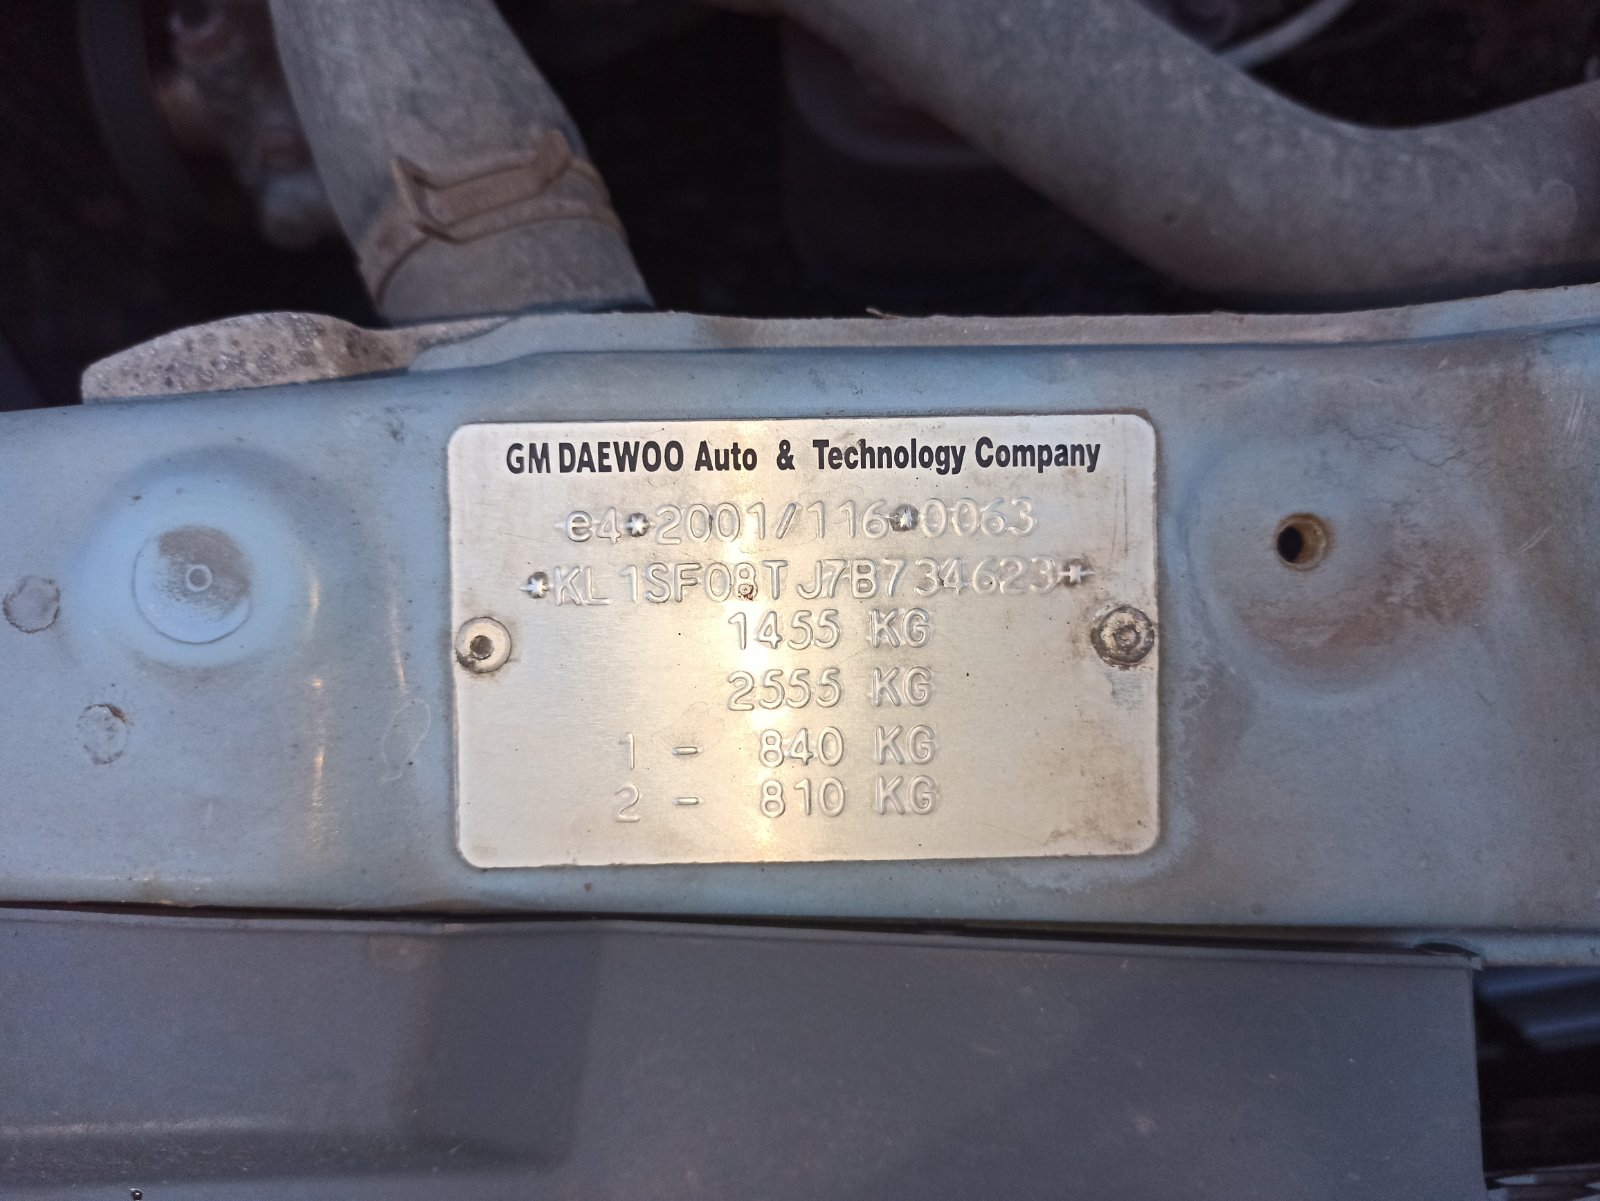 GM DAEWOO Auto & Technology Company
e4*2001/116*0063
*KL1SF08TJ7B734623*
1455 KG
2555 KG
1 - 840 KG
2 - 810 KG